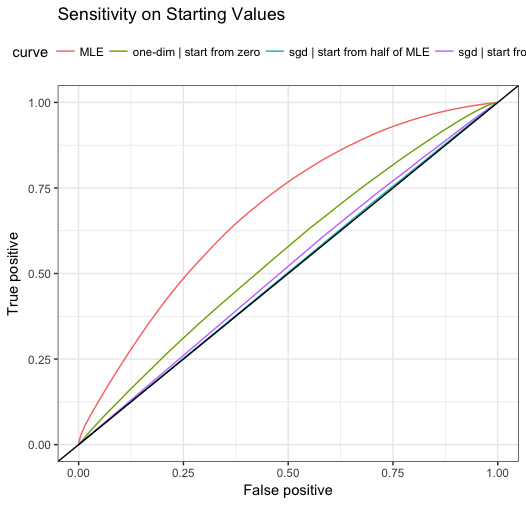 Sensitivity on Starting Values
curve MLE one-dim | start from zero sgd | start from half of MLE sgd | start fro
1.00
0.75
0.50
0.25
0.00
True positive
0.00 0.25 0.50 0.75 1.00
False positive